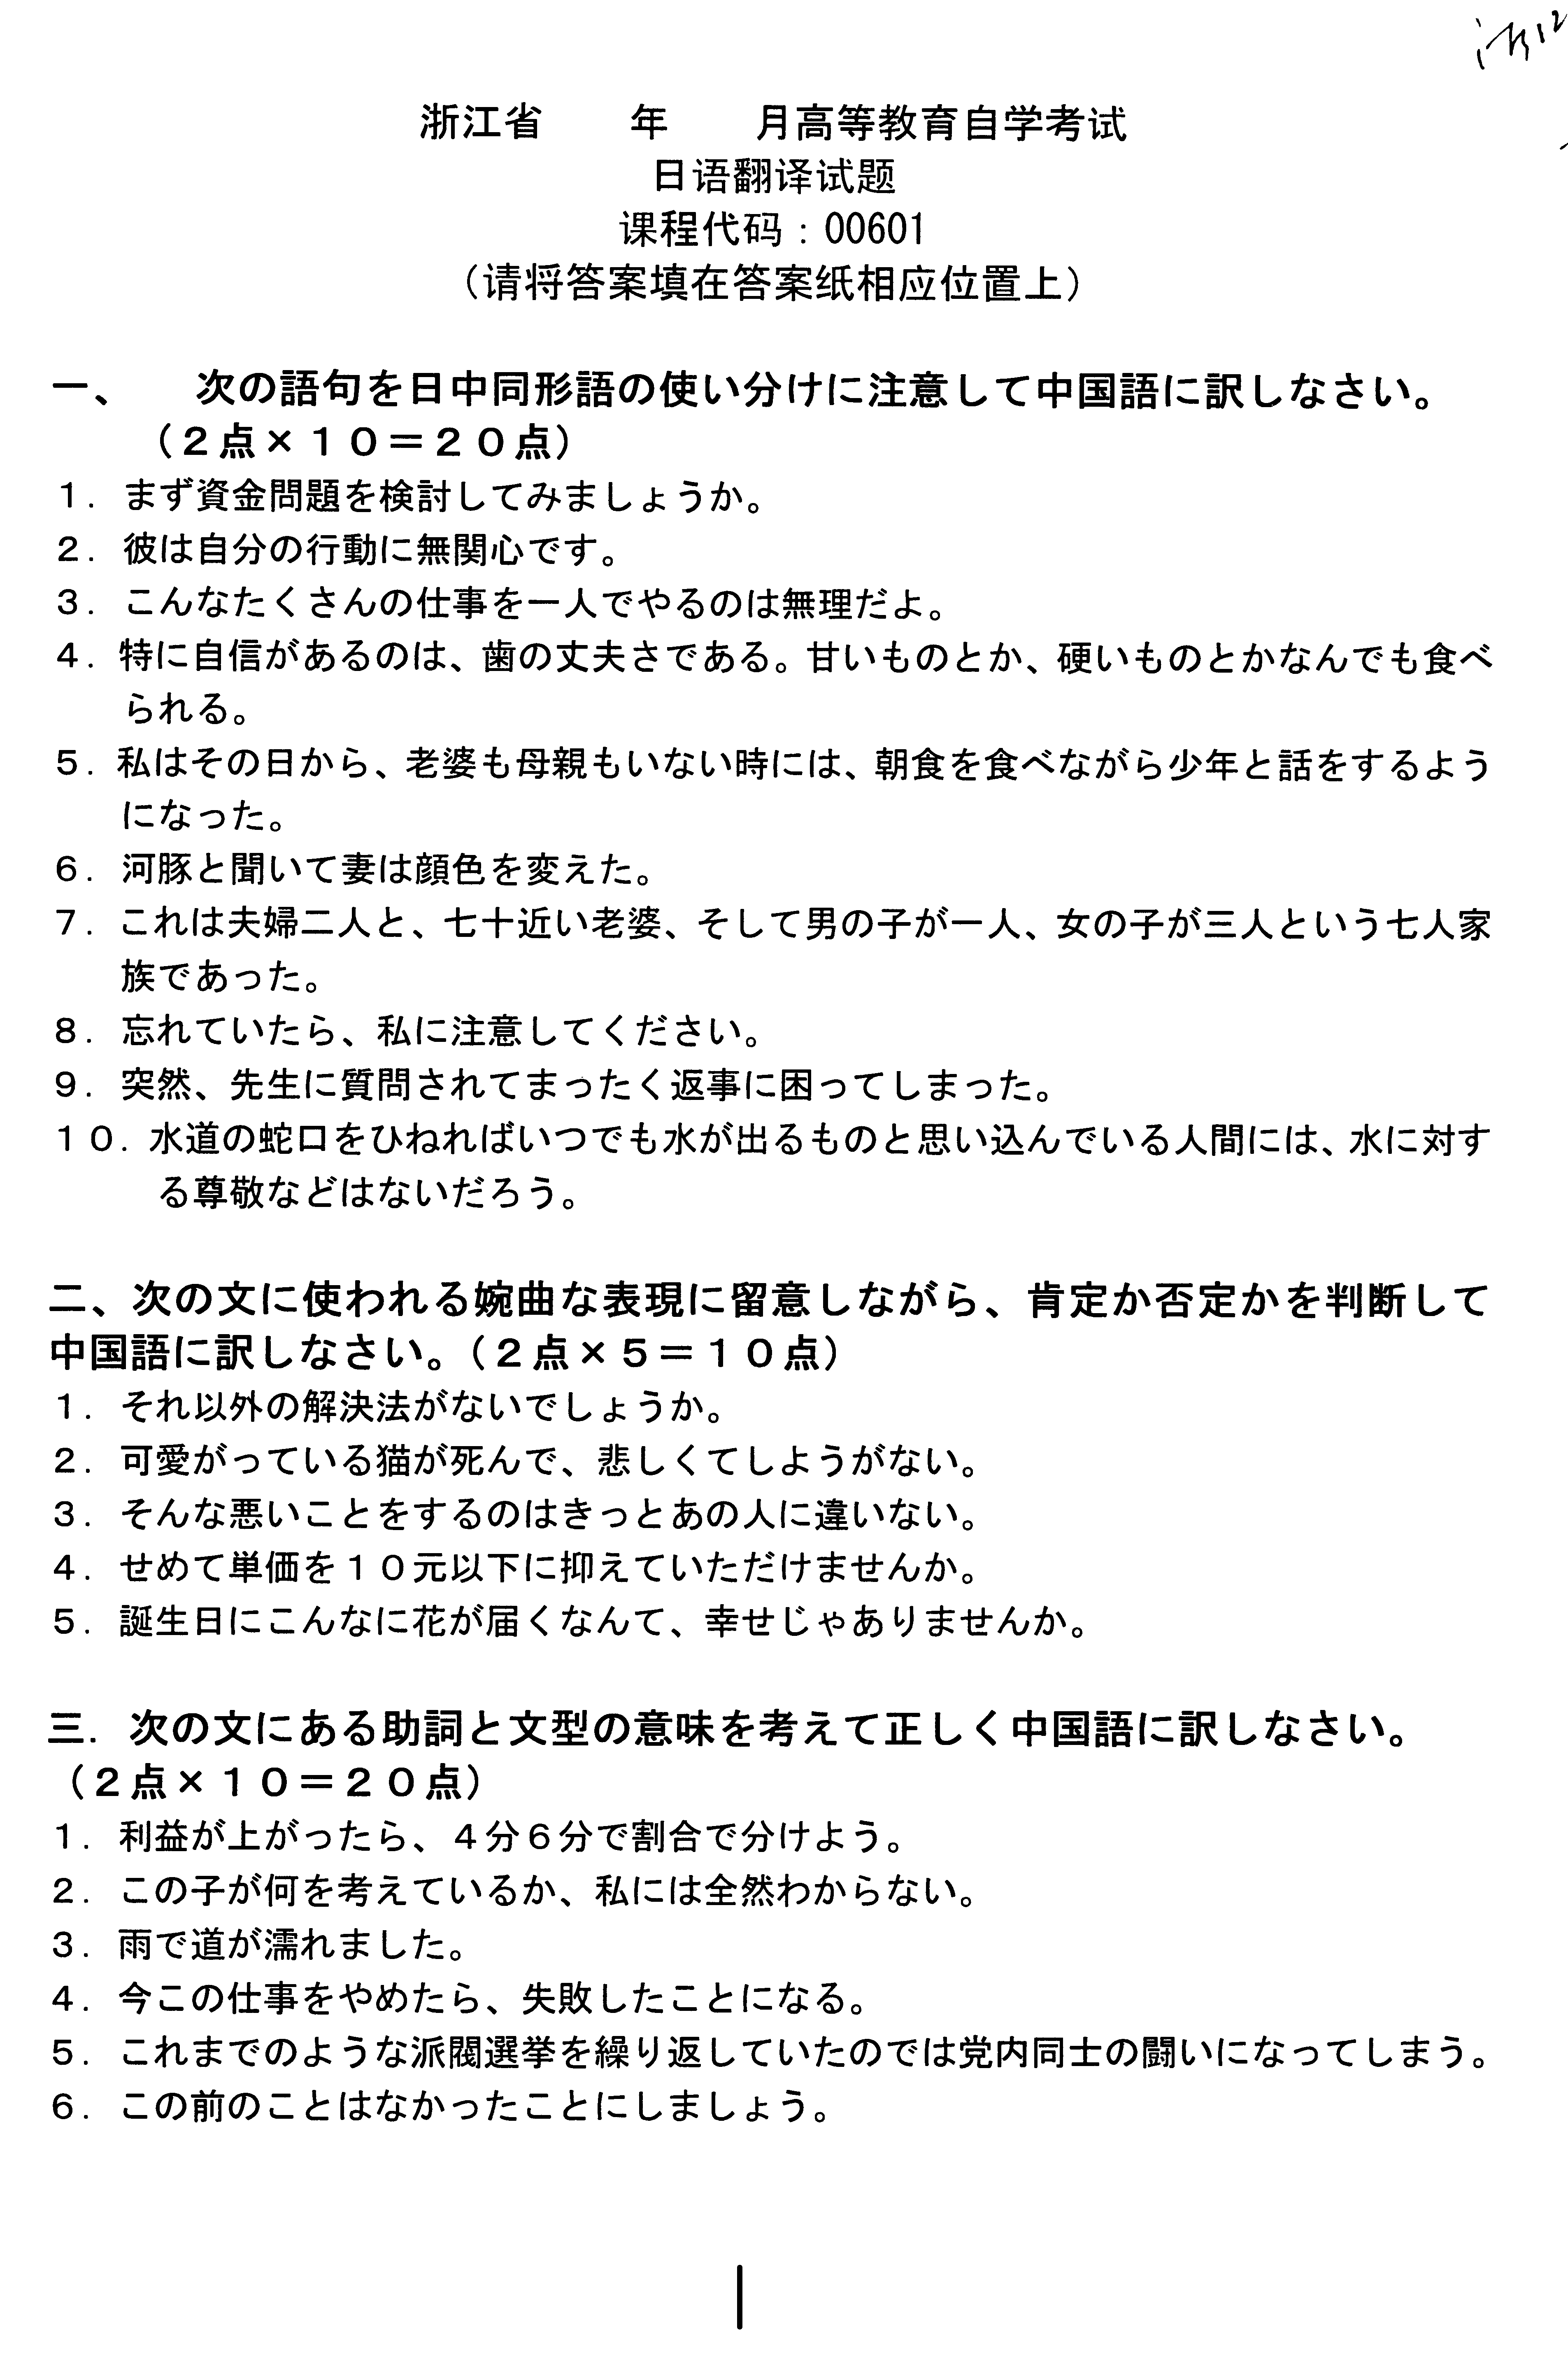 浙江省　　年　　月高等教育自学考试
日语翻译试题
课程代码：00601
（请将答案填在答案纸相应位置上）
一、　次の語句を日中同形語の使い分けに注意して中国語に訳しなさい。
（２点×１０＝２０点）
１．まず資金問題を検討してみましょうか。
２．彼は自分の行動に無関心です。
３．こんなたくさんの仕事を一人でやるのは無理だよ。
４．特に自信があるのは、歯の丈夫さである。甘いものとか、硬いものとかなんでも食べ
られる。
５．私はその日から、老婆も母親もいない時には、朝食を食べながら少年と話をするよう
になった。
６．河豚と聞いて妻は顔色を変えた。
７．これは夫婦二人と、七十近い老婆、そして男の子が一人、女の子が三人という七人家
族であった。
８．忘れていたら、私に注意してください。
９．突然、先生に質問されてまったく返事に困ってしまった。
１０．水道の蛇口をひねればいつでも水が出るものと思い込んでいる人間には、水に対す
る尊敬などはないだろう。
二、次の文に使われる婉曲な表現に留意しながら、肯定か否定かを判断して
中国語に訳しなさい。（２点×５＝１０点）
１．それ以外の解決法がないでしょうか。
２．可愛がっている猫が死んで、悲しくてしようがない。
３．そんな悪いことをするのはきっとあの人に違いない。
４．せめて単価を１０元以下に抑えていただけませんか。
５．誕生日にこんなに花が届くなんて、幸せじゃありませんか。
三．次の文にある助詞と文型の意味を考えて正しく中国語に訳しなさい。
（２点×１０＝２０点）
１．利益が上がったら、４分６分で割合で分けよう。
２．この子が何を考えているか、私には全然わからない。
３．雨で道が濡れました。
４．今この仕事をやめたら、失敗したことになる。
５．これまでのような派閥選挙を繰り返していたのでは党内同士の闘いになってしまう。
６．この前のことはなかったことにしましょう。